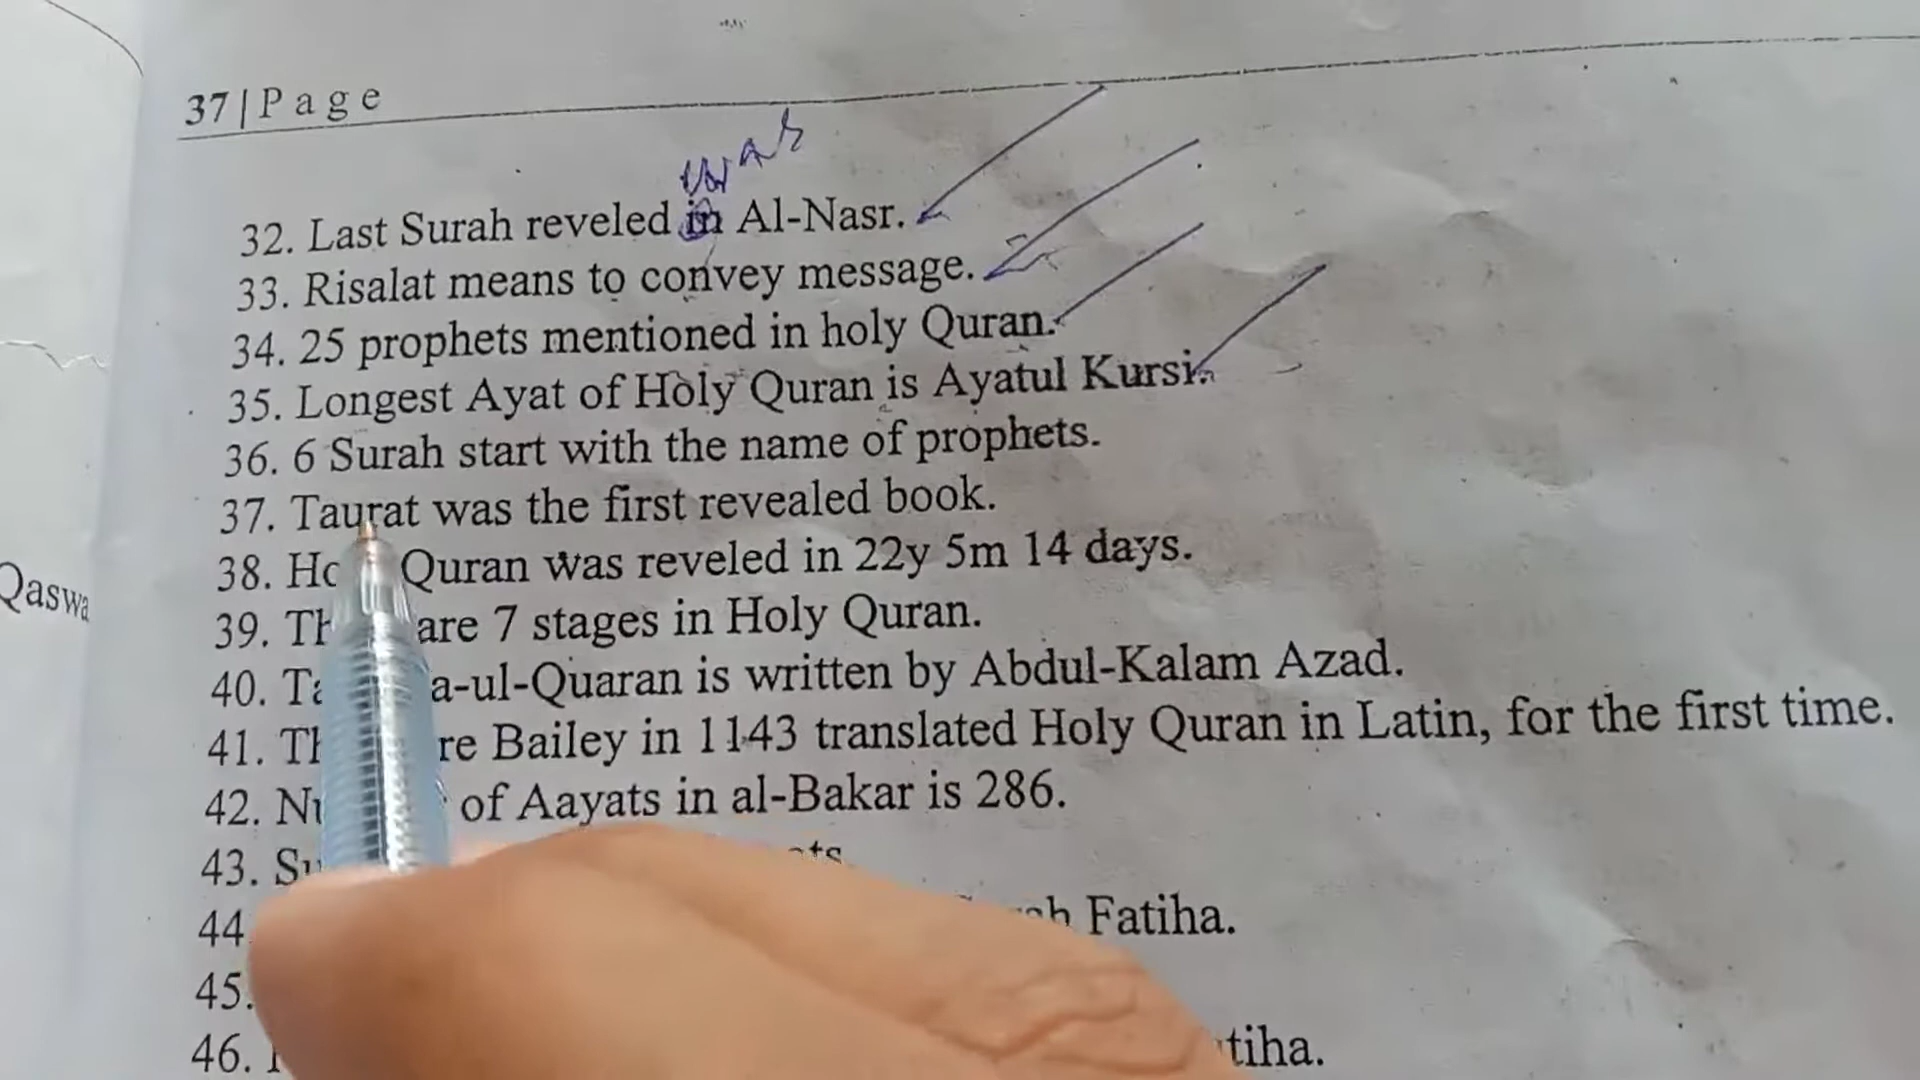 37|Page
was
32. Last Surah reveled in Al-Nasr.
33. Risalat means to convey message.
34. 25 prophets mentioned in holy Quran.
35. Longest Ayat of Holy Quran is Ayatul Kursi.
36. 6 Surah start with the name of prophets.
37. Taurat was the first revealed book.
38. Quran was reveled in 22y 5m 14 days.
39. are 7 stages in Holy Quran.
40. a-ul-Quaran is written by Abdul-Kalam Azad.
Qaswa
41. re Bailey in 1143 translated Holy Quran in Latin, for the first time.
42. of Aayats in al-Bakar is 286.
43.
44 Fatiha.
45.
46. tiha.